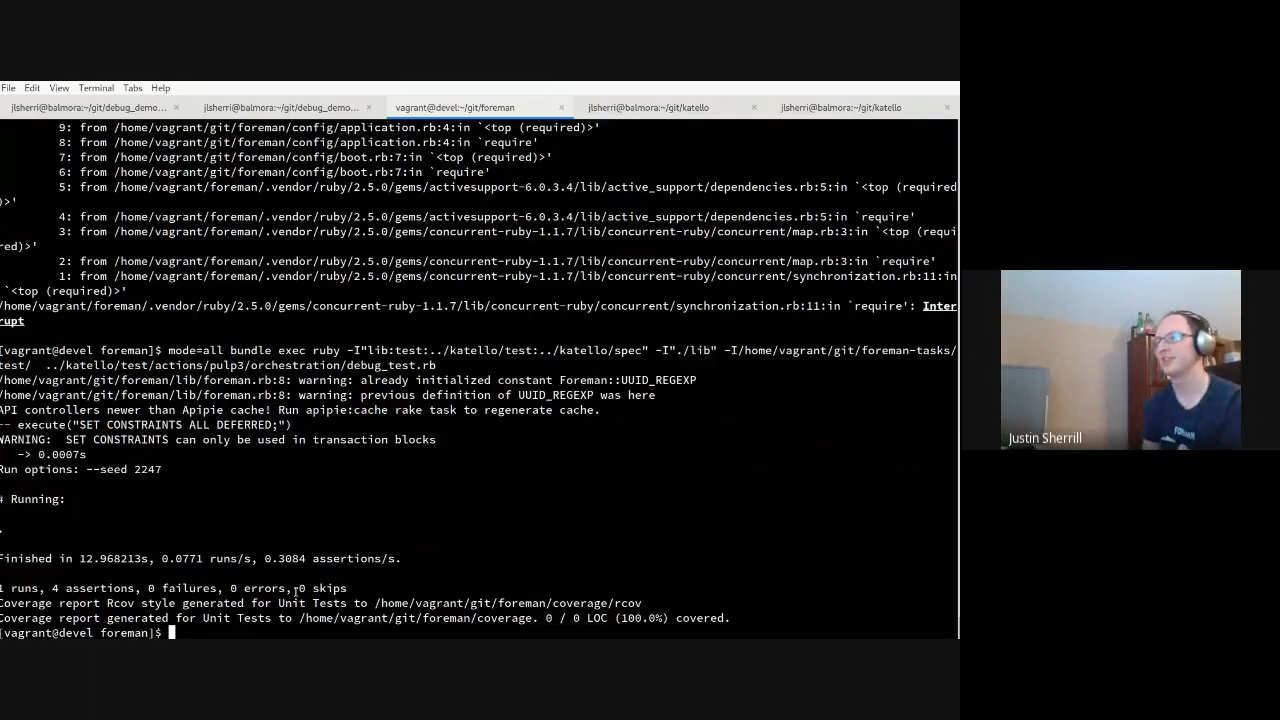 File Edit View Terminal Tabs Help
jlsherri@balmora:~/git/debug_demo... × jlsherri@balmora:~/git/debug_demo... × vagrant@devel:~/git/foreman × jlsherri@balmora:~/git/katello × jlsherri@balmora:~/git/katello ×
9: from /home/vagrant/git/foreman/config/application.rb:4:in `<top (required)>'
8: from /home/vagrant/git/foreman/config/application.rb:4:in `require'
7: from /home/vagrant/git/foreman/config/boot.rb:7:in `<top (required)>'
6: from /home/vagrant/git/foreman/config/boot.rb:7:in `require'
5: from /home/vagrant/git/foreman/.vendor/ruby/2.5.0/gems/activesupport-6.0.3.4/lib/active_support/dependencies.rb:5:in `<top (required
)>'
4: from /home/vagrant/git/foreman/.vendor/ruby/2.5.0/gems/activesupport-6.0.3.4/lib/active_support/dependencies.rb:5:in `require'
3: from /home/vagrant/git/foreman/.vendor/ruby/2.5.0/gems/concurrent-ruby-1.1.7/lib/concurrent-ruby/concurrent/map.rb:3:in `<top (requi
red)>'
2: from /home/vagrant/git/foreman/.vendor/ruby/2.5.0/gems/concurrent-ruby-1.1.7/lib/concurrent-ruby/concurrent/map.rb:3:in `require'
1: from /home/vagrant/git/foreman/.vendor/ruby/2.5.0/gems/concurrent-ruby-1.1.7/lib/concurrent-ruby/concurrent/synchronization.rb:11:in
`<top (required)>'
/home/vagrant/git/foreman/.vendor/ruby/2.5.0/gems/concurrent-ruby-1.1.7/lib/concurrent-ruby/concurrent/synchronization.rb:11:in `require': Inter
rupt
[vagrant@devel foreman]$ mode=all bundle exec ruby -I"lib:test:../katello/test:../katello/spec" -I"./lib" -I/home/vagrant/git/foreman-tasks/
test/ ../katello/test/actions/pulp3/orchestration/debug_test.rb
/home/vagrant/git/foreman/lib/foreman.rb:8: warning: already initialized constant Foreman::UUID_REGEXP
/home/vagrant/git/foreman/lib/foreman.rb:8: warning: previous definition of UUID_REGEXP was here
API controllers newer than Apipie cache! Run apipie:cache rake task to regenerate cache.
-- execute("SET CONSTRAINTS ALL DEFERRED;")
WARNING:  SET CONSTRAINTS can only be used in transaction blocks
-> 0.0007s
Run options: --seed 2247
# Running:
.
Finished in 12.968213s, 0.0771 runs/s, 0.3084 assertions/s.
1 runs, 4 assertions, 0 failures, 0 errors, 0 skips
Coverage report Rcov style generated for Unit Tests to /home/vagrant/git/foreman/coverage/rcov
Coverage report generated for Unit Tests to /home/vagrant/git/foreman/coverage. 0 / 0 LOC (100.0%) covered.
[vagrant@devel foreman]$
Justin Sherrill
FOREMAN